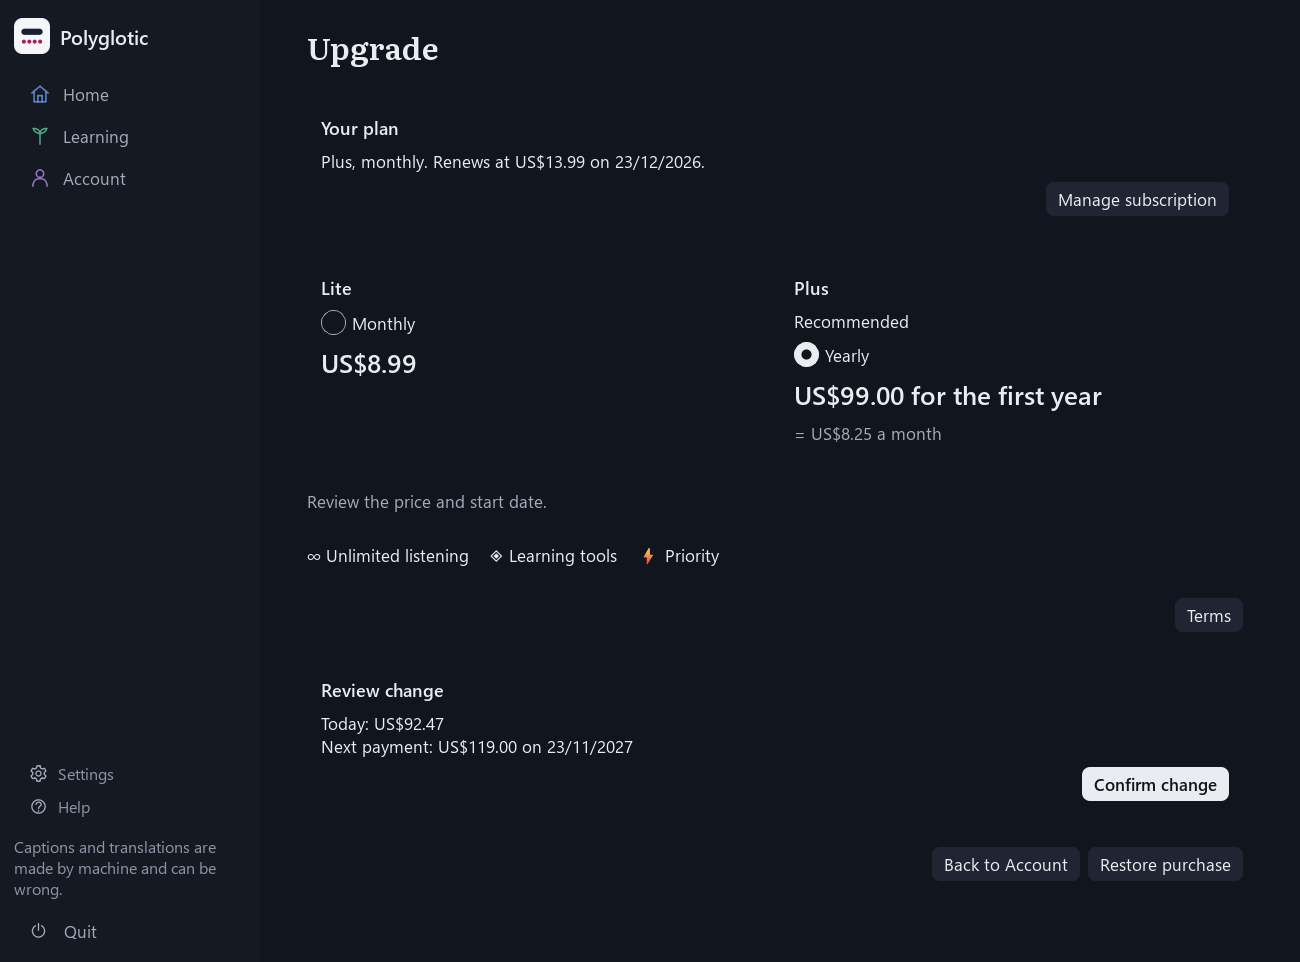 Polyglotic
Home
Learning
Account
Settings
Help
Captions and translations are
made by machine and can be
wrong.
Quit
Upgrade
Your plan
Plus, monthly. Renews at US$13.99 on 23/12/2026.
Manage subscription
Lite
Monthly
US$8.99
Plus
Recommended
Yearly
US$99.00 for the first year
= US$8.25 a month
Review the price and start date.
∞ Unlimited listening
Learning tools
Priority
Terms
Review change
Today: US$92.47
Next payment: US$119.00 on 23/11/2027
Confirm change
Back to Account
Restore purchase